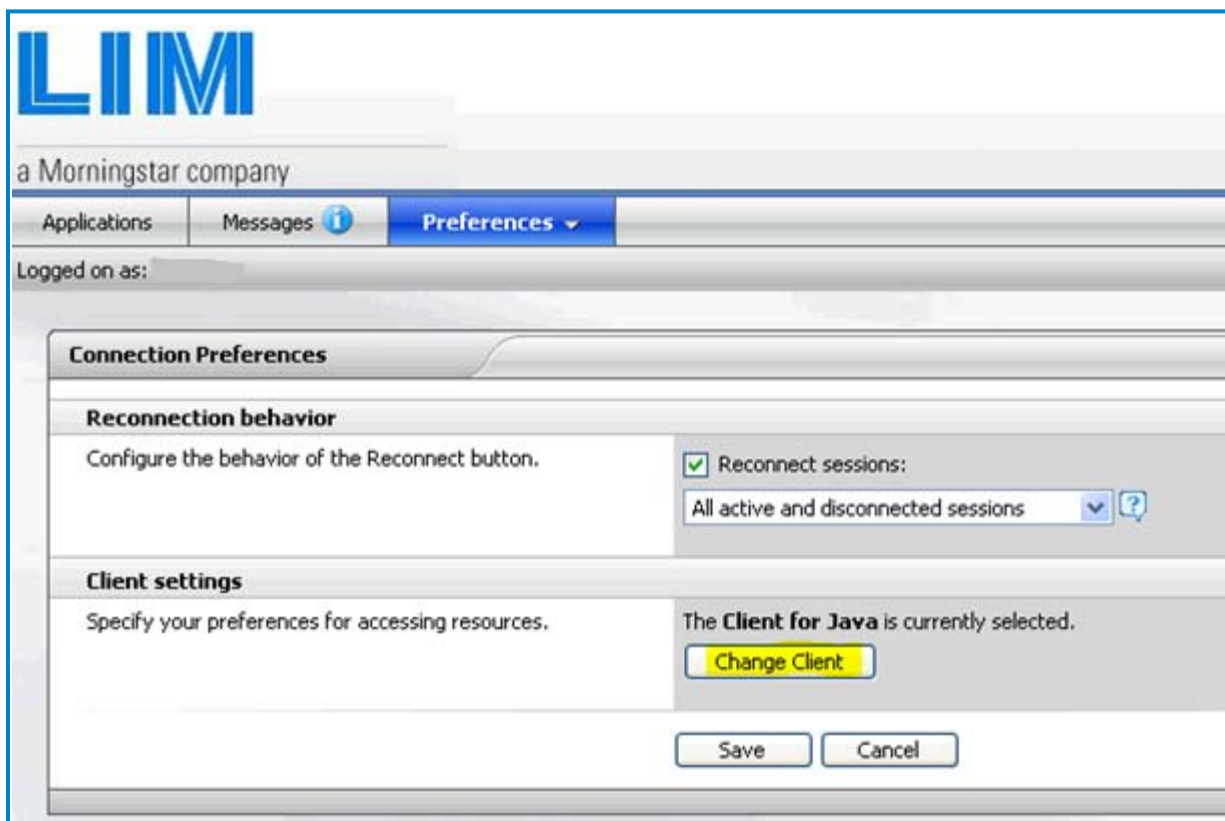 LIM
a Morningstar company
Applications Messages i Preferences
Logged on as:
Connection Preferences
Reconnection behavior
Configure the behavior of the Reconnect button. Reconnect sessions:
All active and disconnected sessions ?
Client settings
Specify your preferences for accessing resources. The Client for Java is currently selected.
Change Client
Save Cancel